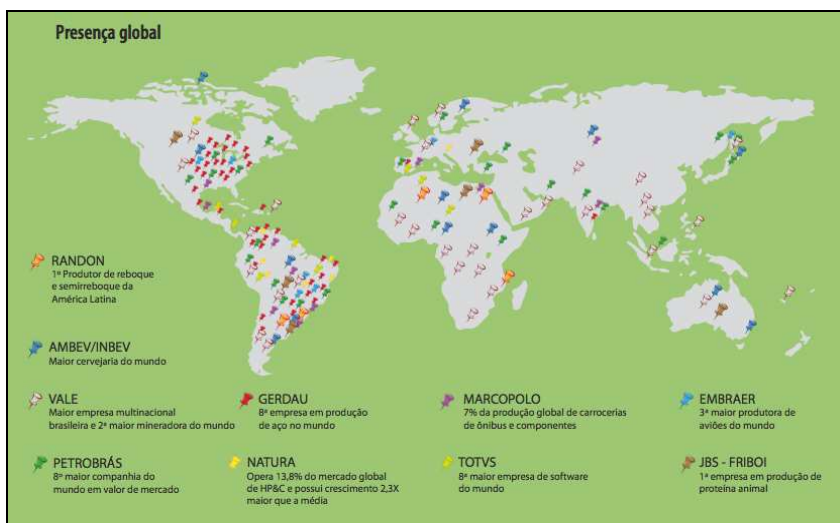 Presença global
RANDON
1º Produtor de reboque
e semirreboque da
América Latina
AMBEV/INBEV
Maior cervejaria do mundo
VALE
Maior empresa multinacional
brasileira e 2ª maior mineradora do mundo
GERDAU
8ª empresa em produção
de aço no mundo
MARCOPOLO
7% da produção global de carrocerias
de ônibus e componentes
EMBRAER
3ª maior produtora de
aviões do mundo
PETROBRÁS
8ª maior companhia do
mundo em valor de mercado
NATURA
Opera 13,8% do mercado global
de HP&C e possui crescimento 2,3X
maior que a média
TOTVS
8ª maior empresa de software
do mundo
JBS - FRIBOI
1ª empresa em produção de
proteína animal